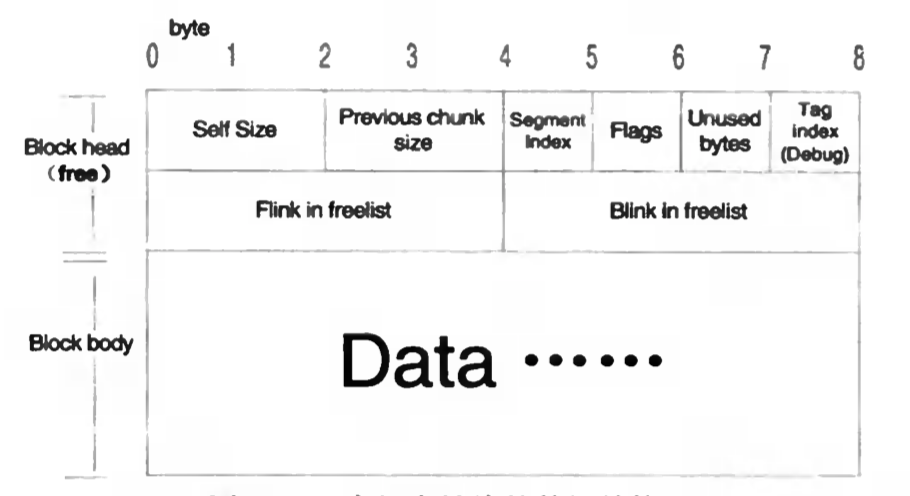 byte
0 1 2 3 4 5 6 7 8
Block head
(free)
Self Size
Previous chunk
size
Segment
Index
Flags
Unused
bytes
Tag
index
(Debug)
Flink in freelist
Blink in freelist
Block body
Data ······